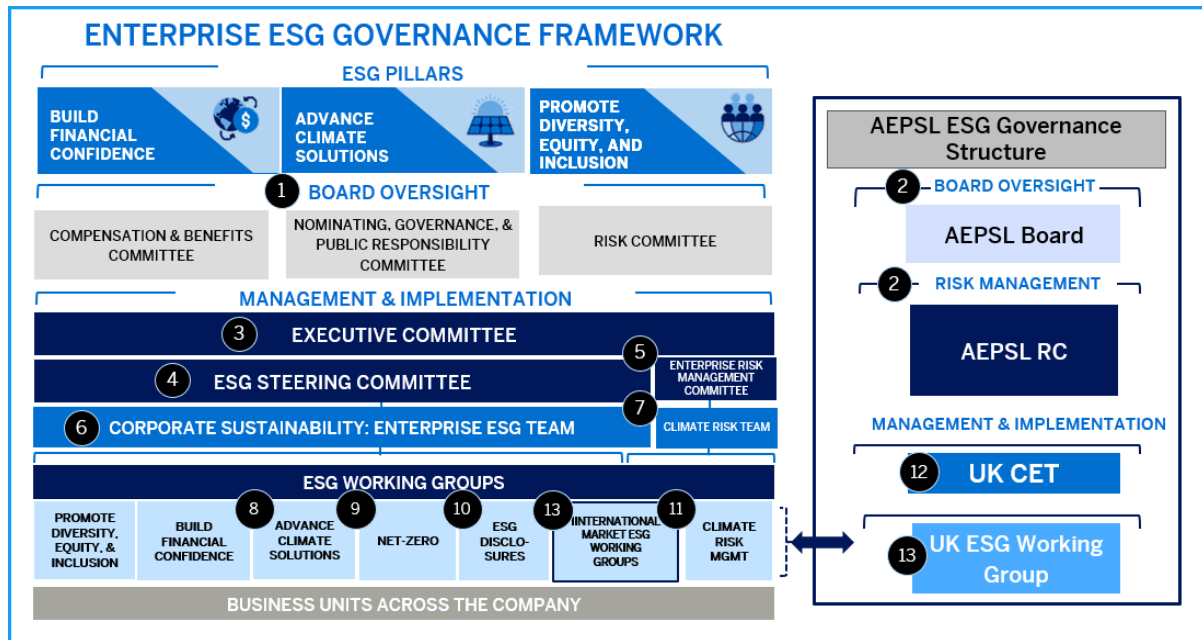 ENTERPRISE ESG GOVERNANCE FRAMEWORK
ESG PILLARS
BUILD
FINANCIAL
CONFIDENCE
$
ADVANCE
CLIMATE
SOLUTIONS
PROMOTE
DIVERSITY,
EQUITY, AND
INCLUSION
1
BOARD OVERSIGHT
COMPENSATION & BENEFITS
COMMITTEE
NOMINATING, GOVERNANCE, &
PUBLIC RESPONSIBILITY
COMMITTEE
RISK COMMITTEE
MANAGEMENT & IMPLEMENTATION
3
EXECUTIVE COMMITTEE
4
ESG STEERING COMMITTEE
5
ENTERPRISE RISK
MANAGEMENT
COMMITTEE
6
CORPORATE SUSTAINABILITY: ENTERPRISE ESG TEAM
7
CLIMATE RISK TEAM
ESG WORKING GROUPS
PROMOTE
DIVERSITY,
EQUITY, &
INCLUSION
BUILD
FINANCIAL
CONFIDENCE
8
ADVANCE
CLIMATE
SOLUTIONS
9
NET-ZERO
10
ESG
DISCLO-
SURES
13
IINTERNATIONAL
MARKET ESG
WORKING
GROUPS
11
CLIMATE
RISK
MGMT
BUSINESS UNITS ACROSS THE COMPANY
AEPSL ESG Governance
Structure
2
BOARD OVERSIGHT
AEPSL Board
2
RISK MANAGEMENT
AEPSL RC
MANAGEMENT & IMPLEMENTATION
12
UK CET
13
UK ESG Working
Group